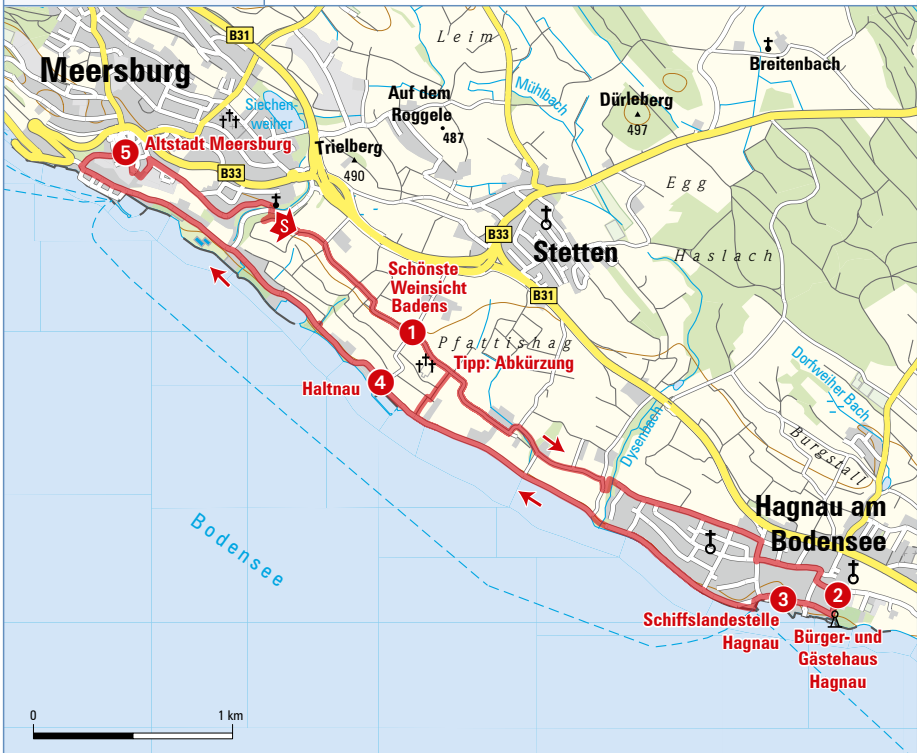 B31
Leim
Meersburg
Breitenbach
Siechen-
weiher
Auf dem
Roggele
487
Mühlbach
Dürleberg
497
5
Altstadt Meersburg
Trielberg
490
B33
Egg
S
B33
Stetten
Haslach
Schönste
Weinsicht
Badens
B31
1
Pfattishag
Tipp: Abkürzung
Dorfweiher Bach
Haltnau
4
Dysenbach
Burgstall
Hagnau am
Bodensee
Bodensee
3
2
Schiffslandestelle
Hagnau
Bürger- und
Gästehaus
Hagnau
0
1 km